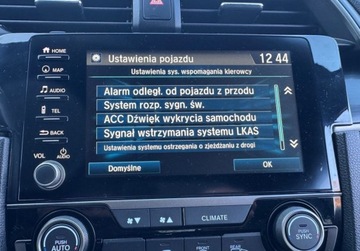 HOME
Ustawienia pojazdu
12 44
MAP
Ustawienia sys. wspomagania kierowcy
AUDIO
Alarm odległ. od pojazdu z przodu
System rozp. sygn. św.
TEL
ACC Dźwięk wykrycia samochodu
BACK
Sygnał wstrzymania systemu LKAS
Ustawienia systemu ostrzegania o zjeżdżaniu z drogi
VOL
AUDIO
Domyślne
OK
CLIMATE
PUSH
AUTO
PUSH
SYNC